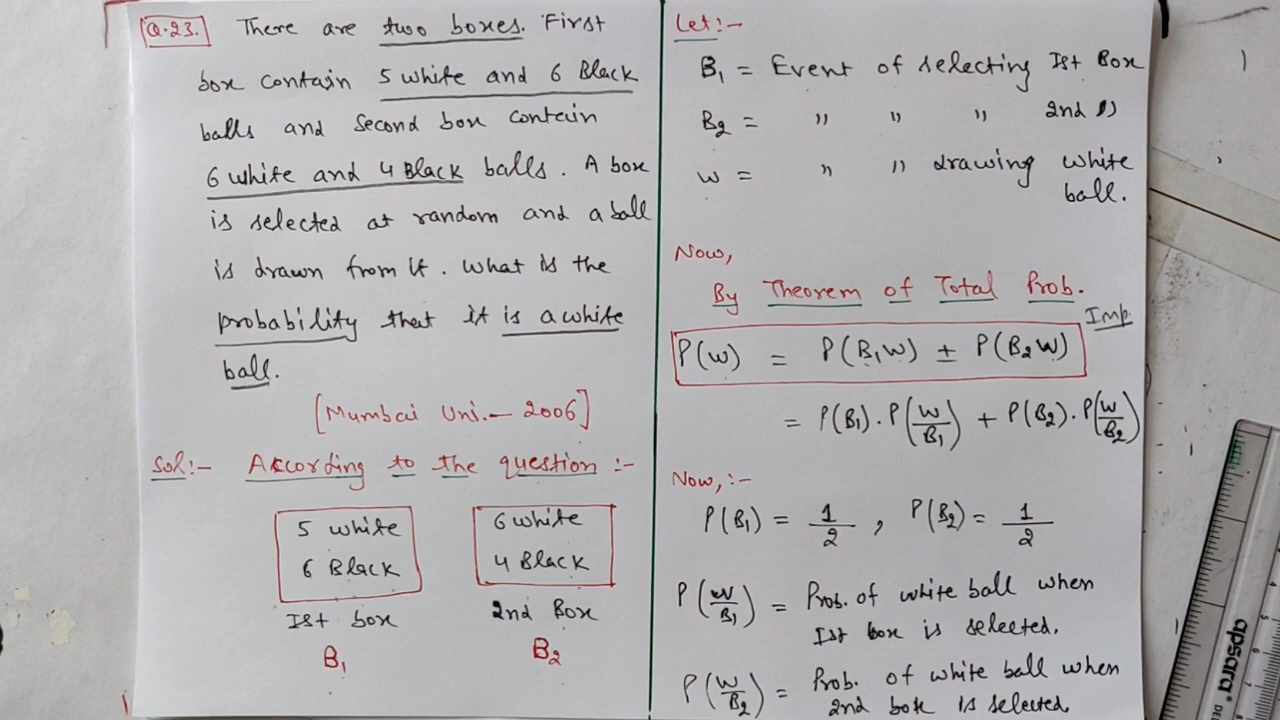 Q.23. There are two boxes. First
box contain 5 white and 6 Black
balls and Second box contain
6 white and 4 Black balls. A box
is selected at random and a ball
is drawn from it. What is the
probability that it is a white
ball.
[Mumbai Uni.— 2006]
Sol:- According to the question :-
5 white
6 Black
Ist box
B₁
6 white
4 Black
2nd Box
B₂
Let:-
B₁ = Event of selecting Ist Box
B₂ = " " " 2nd "
W = " " drawing white
ball.
Now,
By Theorem of Total Prob.
Imp.
P(W) = P(B₁W) ± P(B₂W)
= P(B₁).P(W/B₁) + P(B₂).P(W/B₂)
Now,:-
P(B₁) = 1/2 , P(B₂) = 1/2
P(W/B₁) = Prob. of white ball when
Ist box is selected.
P(W/B₂) = Prob. of white ball when
2nd box is selected.
apsara